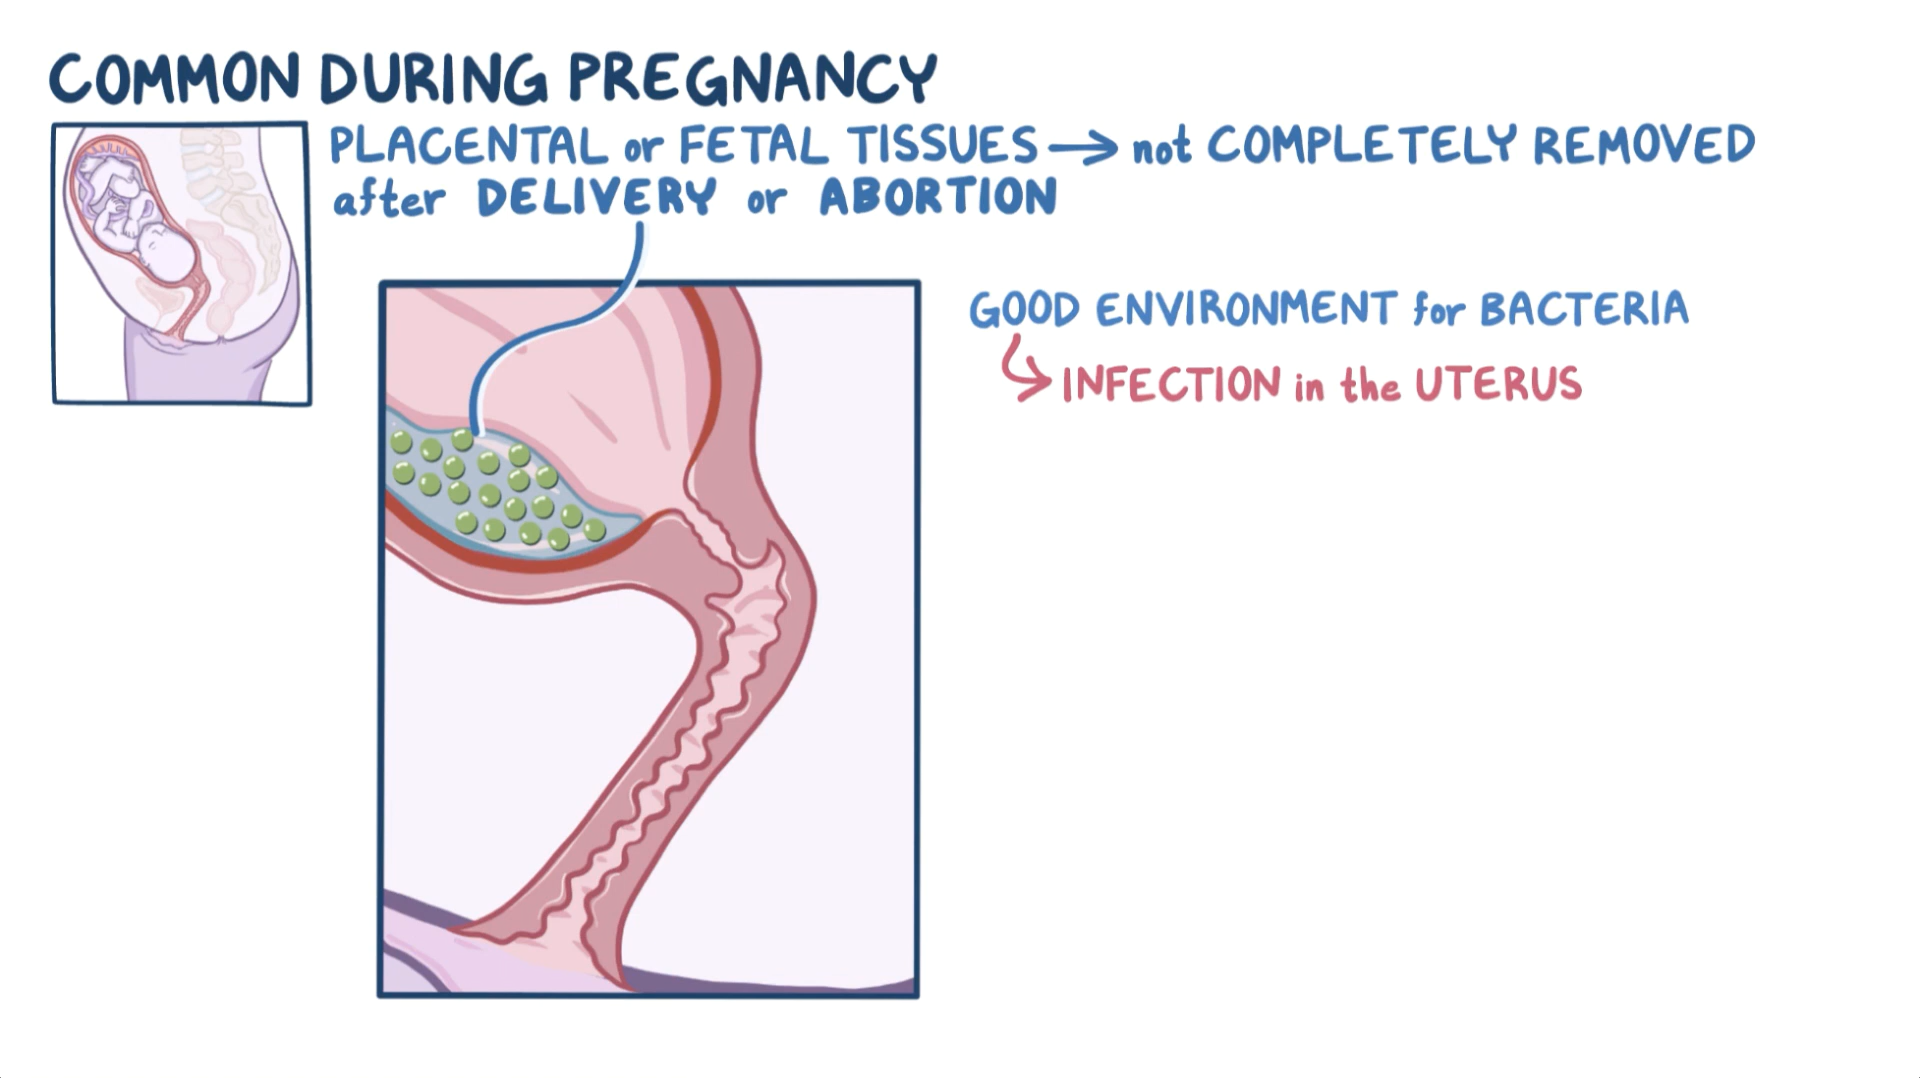 COMMON DURING PREGNANCY
PLACENTAL or FETAL TISSUES → not COMPLETELY REMOVED
after DELIVERY or ABORTION
GOOD ENVIRONMENT for BACTERIA
INFECTION in the UTERUS